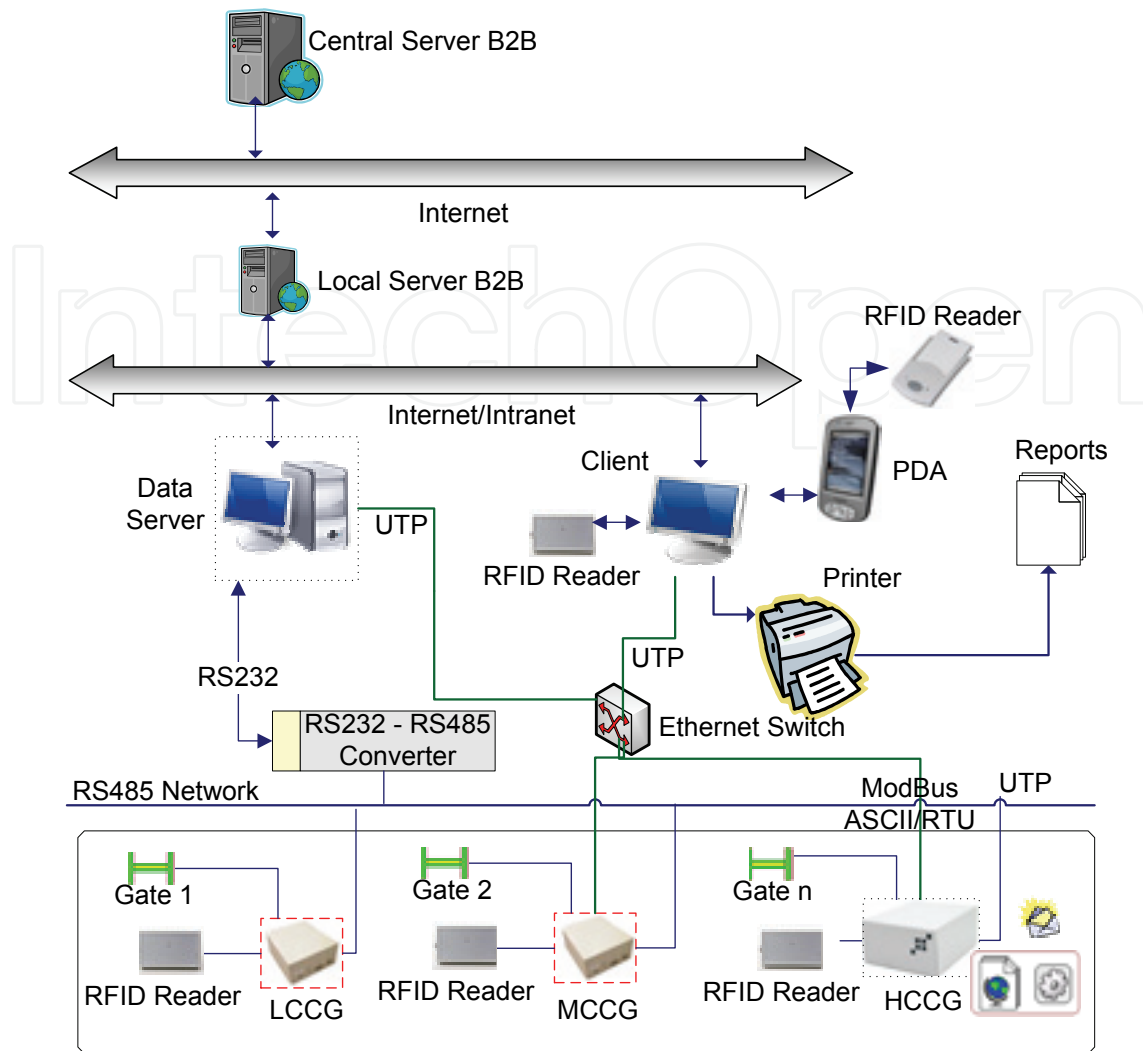 Central Server B2B
Internet
Local Server B2B
IntechOpen
RFID Reader
Internet/Intranet
Client
PDA
Reports
Data
Server
UTP
RFID Reader
Printer
UTP
RS232
Ethernet Switch
RS232 - RS485
Converter
RS485 Network
ModBus
ASCII/RTU
UTP
Gate 1
Gate 2
Gate n
RFID Reader
LCCG
RFID Reader
MCCG
RFID Reader
HCCG